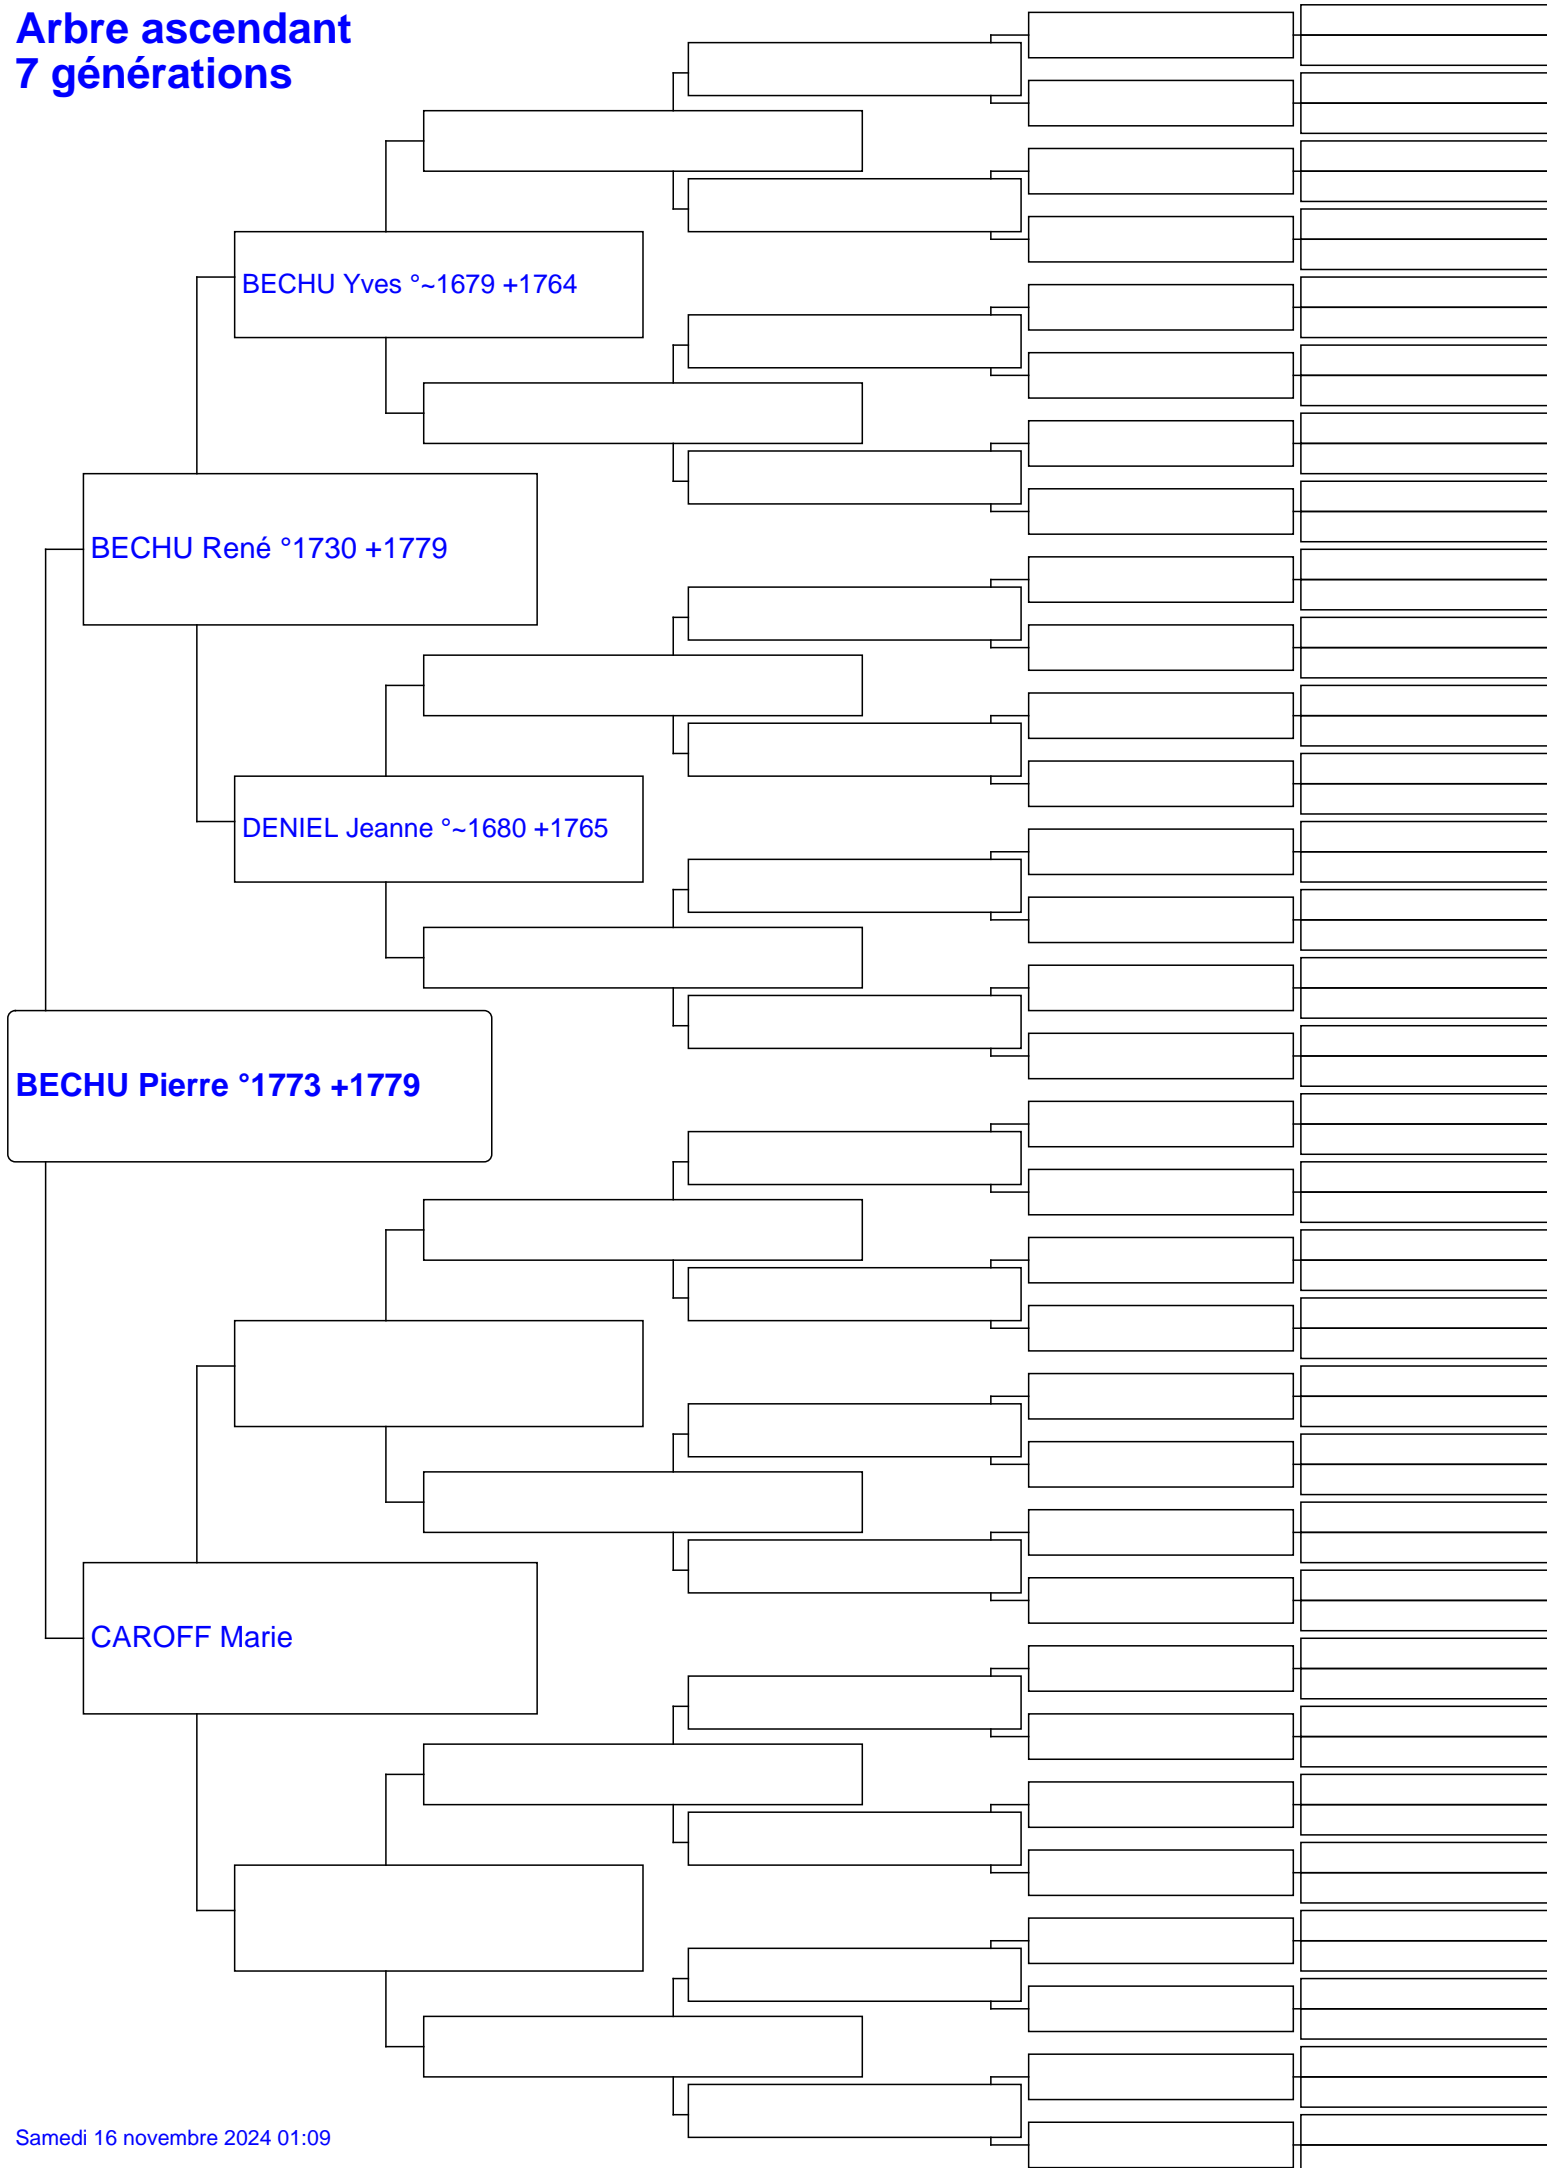 Arbre ascendant
7 générations
BECHU Yves °~1679 +1764
BECHU René °1730 +1779
DENIEL Jeanne °~1680 +1765
BECHU Pierre °1773 +1779
CAROFF Marie
Samedi 16 novembre 2024 01:09